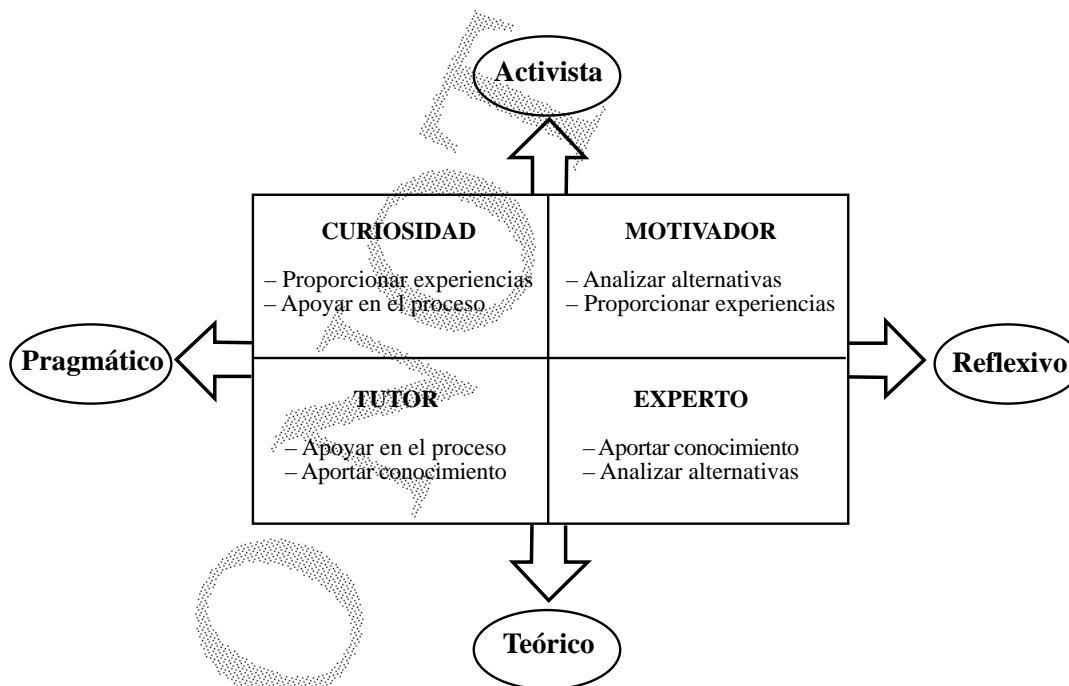 Activista
CURIOSIDAD
– Proporcionar experiencias
– Apoyar en el proceso
MOTIVADOR
– Analizar alternativas
– Proporcionar experiencias
Pragmático
Reflexivo
TUTOR
– Apoyar en el proceso
– Aportar conocimiento
EXPERTO
– Aportar conocimiento
– Analizar alternativas
Teórico